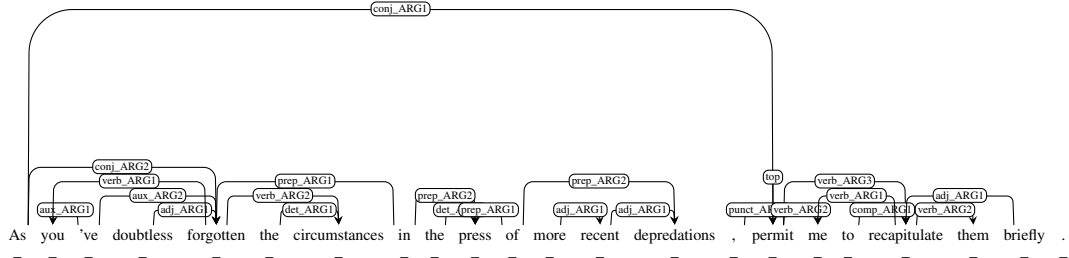 conj_ARG1
conj_ARG2
top
verb_ARG1 prep_ARG1 prep_ARG2 verb_ARG3
aux_ARG2 verb_ARG2 prep_ARG2 verb_ARG1 adj_ARG1
aux_ARG1 adj_ARG1 det_ARG1 prep_ARG1 adj_ARG1 adj_ARG1 verb_ARG2 comp_ARG1 verb_ARG2
As you 've doubtless forgotten the circumstances in the press of more recent depredations , permit me to recapitulate them briefly .
_ _ _ _ _ _ _ _ _ _ _ _ _ _ _ _ _ _ _ _ _ _